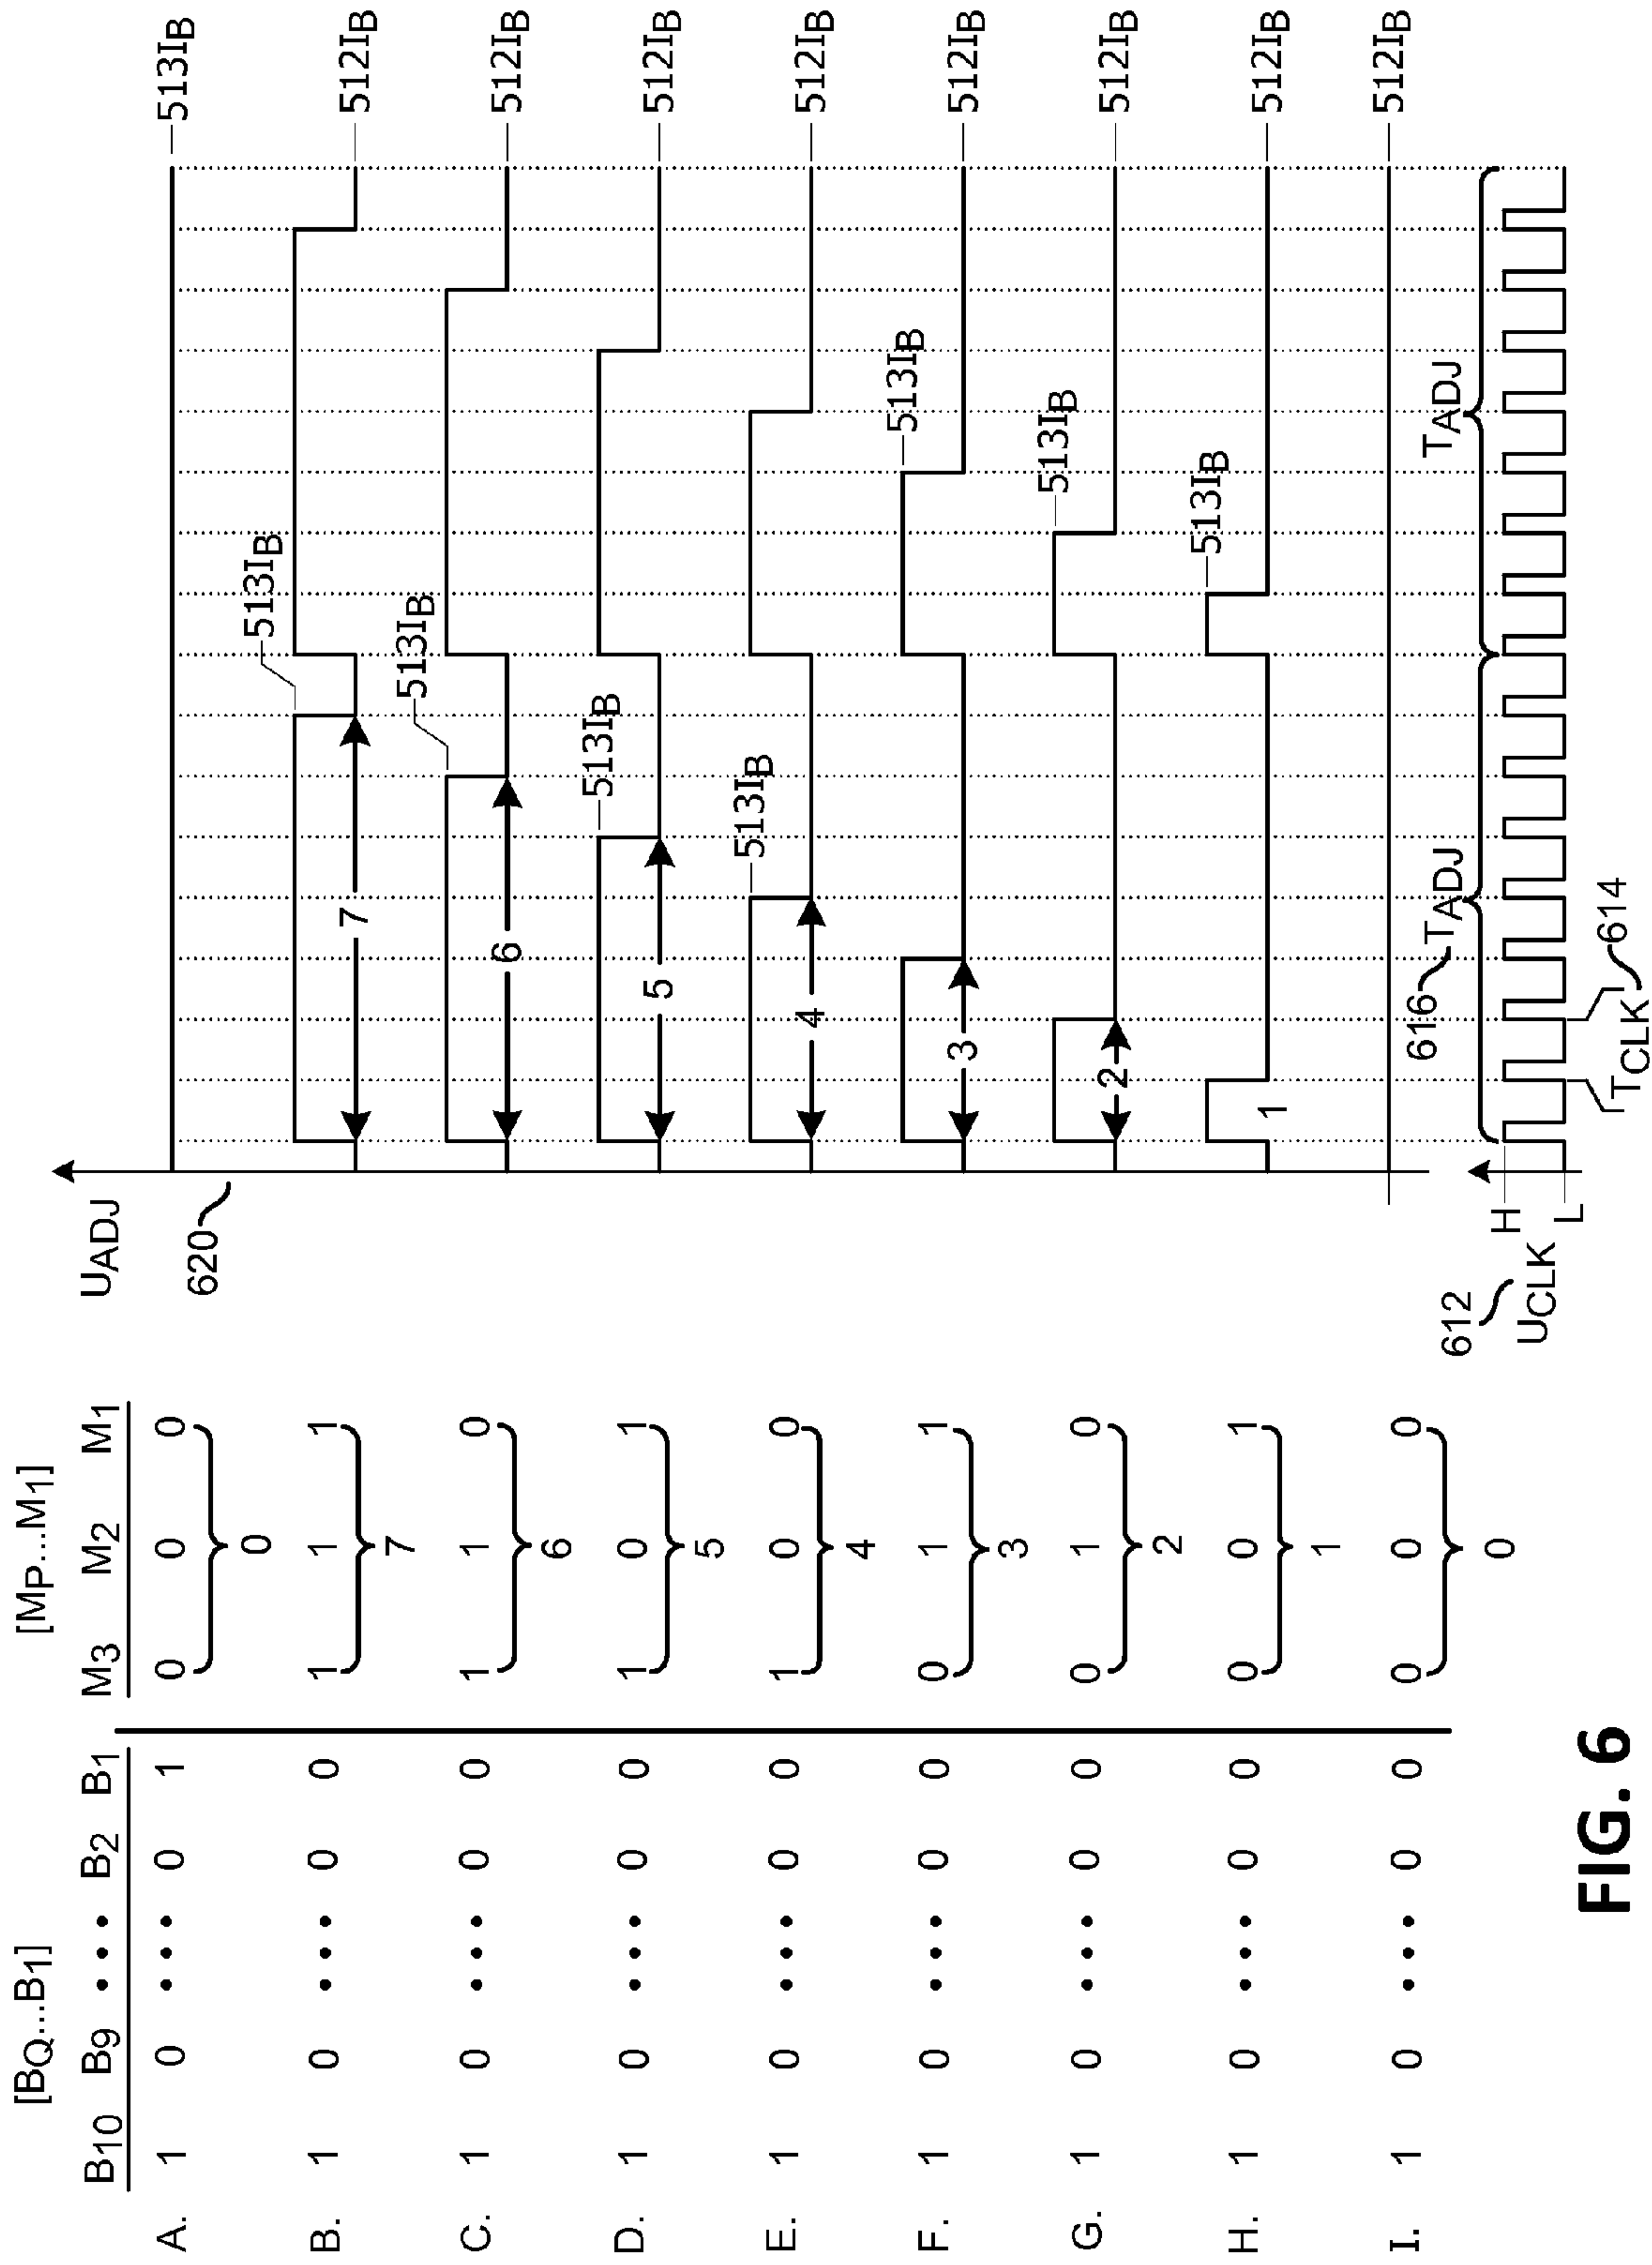 [BQ...B1] [MP...M1]
B10 B9 • • • B2 B1 M3 M2 M1 UADJ
620
A. 1 0 • • • 0 1 0 0 0 513IB
0
513IB
B. 1 0 • • • 0 0 1 1 1 7 512IB
7
513IB
C. 1 0 • • • 0 0 1 1 0 6 512IB
6
513IB
D. 1 0 • • • 0 0 1 0 1 5 512IB
5
513IB
E. 1 0 • • • 0 0 1 0 0 4 512IB
4
513IB
F. 1 0 • • • 0 0 0 1 1 3 512IB
3
513IB
G. 1 0 • • • 0 0 0 1 0 2 512IB
2
513IB
H. 1 0 • • • 0 0 0 0 1 1 512IB
1
I. 1 0 • • • 0 0 0 0 0 512IB
0
616 TADJ TADJ
612 H
UCLK L
TCLK 614
FIG. 6